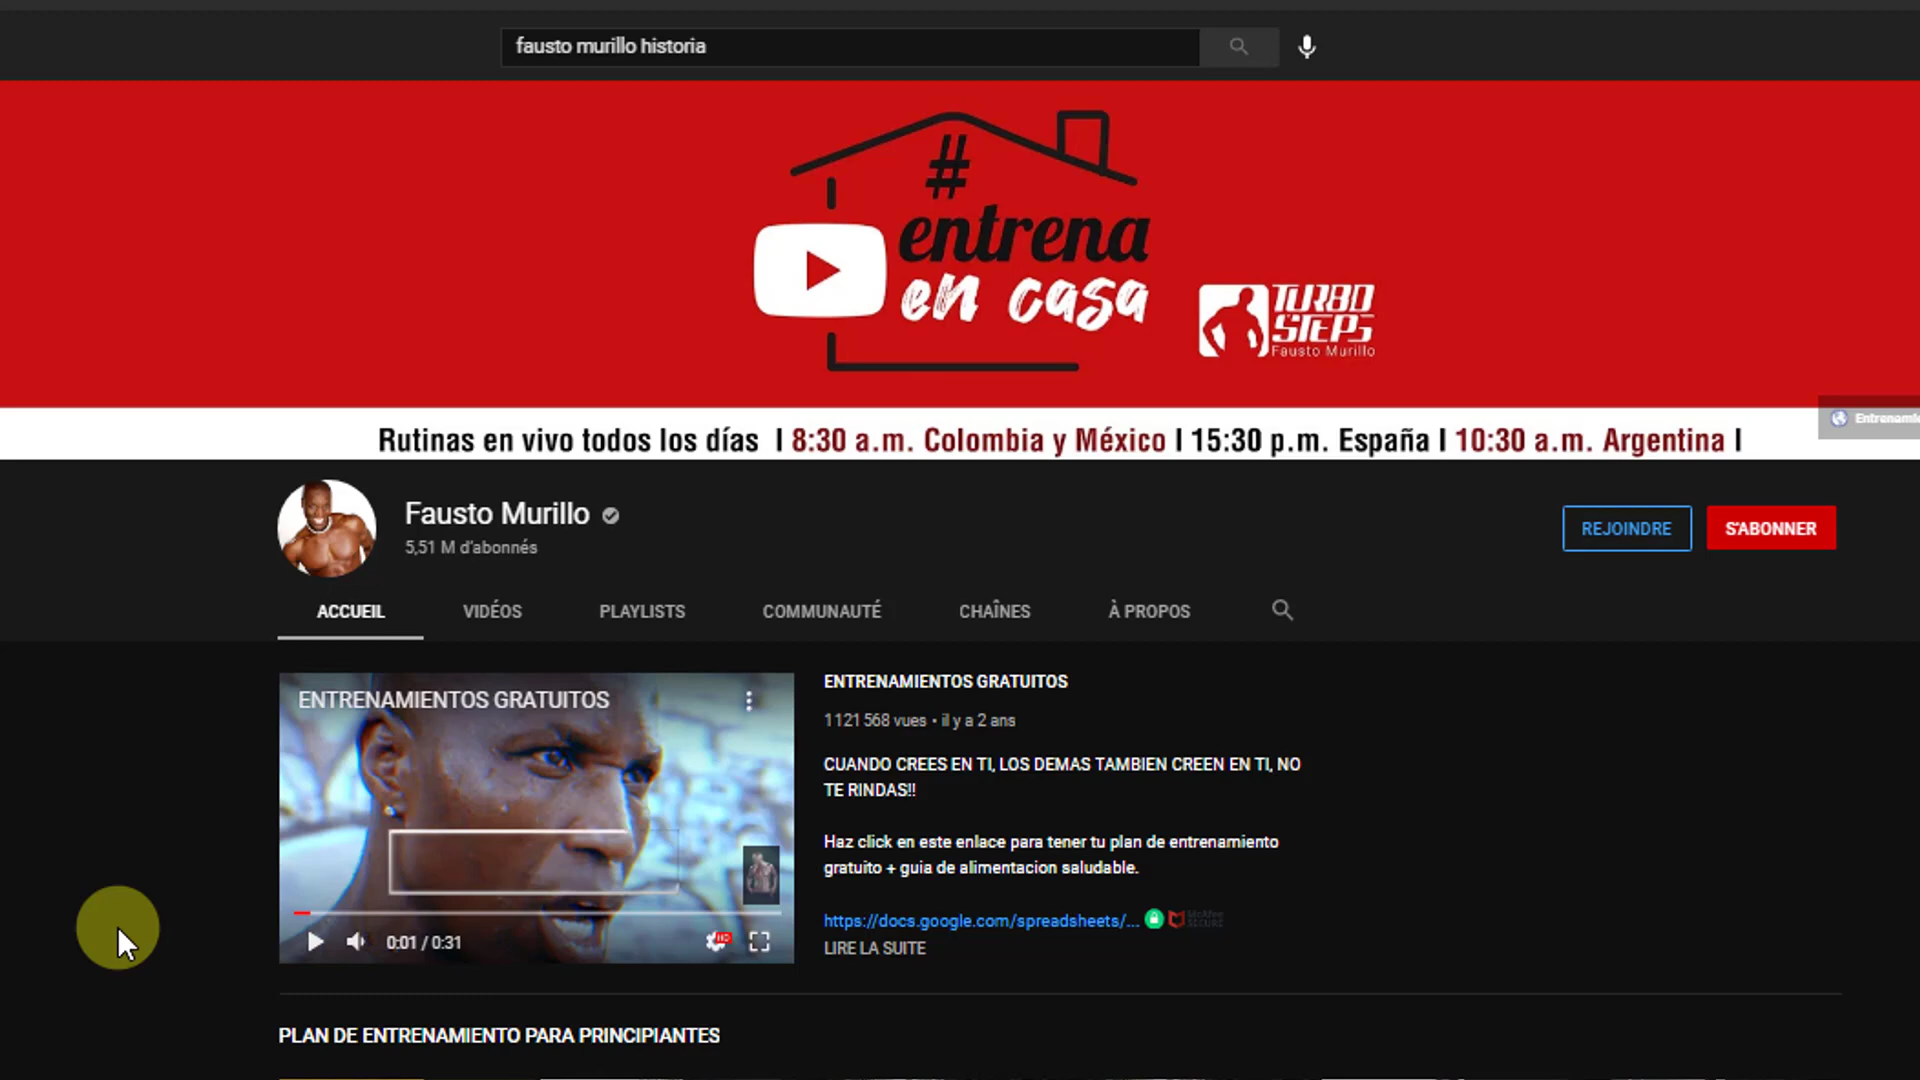 fausto murillo historia
#
entrena
en casa
TURBO
STEPS
Fausto Murillo
Rutinas en vivo todos los días I 8:30 a.m. Colombia y México I 15:30 p.m. España I 10:30 a.m. Argentina I
Fausto Murillo
5,51 M d'abonnés
REJOINDRE
S'ABONNER
ACCUEIL
VIDÉOS
PLAYLISTS
COMMUNAUTÉ
CHAÎNES
À PROPOS
ENTRENAMIENTOS GRATUITOS
0:01 / 0:31
HD
ENTRENAMIENTOS GRATUITOS
1 121 568 vues • il y a 2 ans
CUANDO CREES EN TI, LOS DEMAS TAMBIEN CREEN EN TI, NO
TE RINDAS!!
Haz click en este enlace para tener tu plan de entrenamiento
gratuito + guia de alimentacion saludable.
https://docs.google.com/spreadsheets/...
McAfee
SECURE
LIRE LA SUITE
PLAN DE ENTRENAMIENTO PARA PRINCIPIANTES